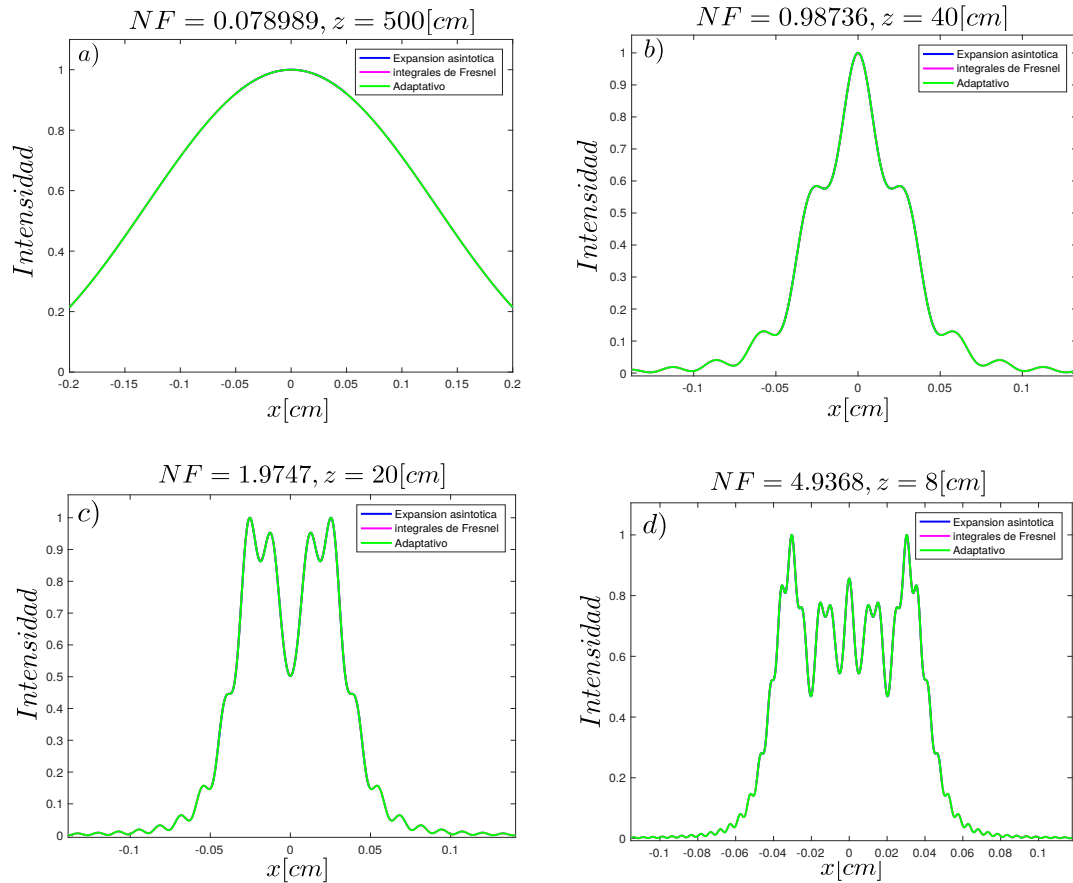 NF = 0.078989, z = 500[cm]
a)
Expansion asintotica
integrales de Fresnel
Adaptativo
Intensidad
1
0.8
0.6
0.4
0.2
0
-0.2 -0.15 -0.1 -0.05 0 0.05 0.1 0.15 0.2
x[cm]
NF = 0.98736, z = 40[cm]
b)
Expansion asintotica
integrales de Fresnel
Adaptativo
Intensidad
1
0.9
0.8
0.7
0.6
0.5
0.4
0.3
0.2
0.1
0
-0.1 -0.05 0 0.05 0.1
x[cm]
NF = 1.9747, z = 20[cm]
c)
Expansion asintotica
integrales de Fresnel
Adaptativo
Intensidad
1
0.9
0.8
0.7
0.6
0.5
0.4
0.3
0.2
0.1
0
-0.1 -0.05 0 0.05 0.1
x[cm]
NF = 4.9368, z = 8[cm]
d)
Expansion asintotica
integrales de Fresnel
Adaptativo
Intensidad
1
0.8
0.6
0.4
0.2
0
-0.1 -0.08 -0.06 -0.04 -0.02 0 0.02 0.04 0.06 0.08 0.1
x[cm]